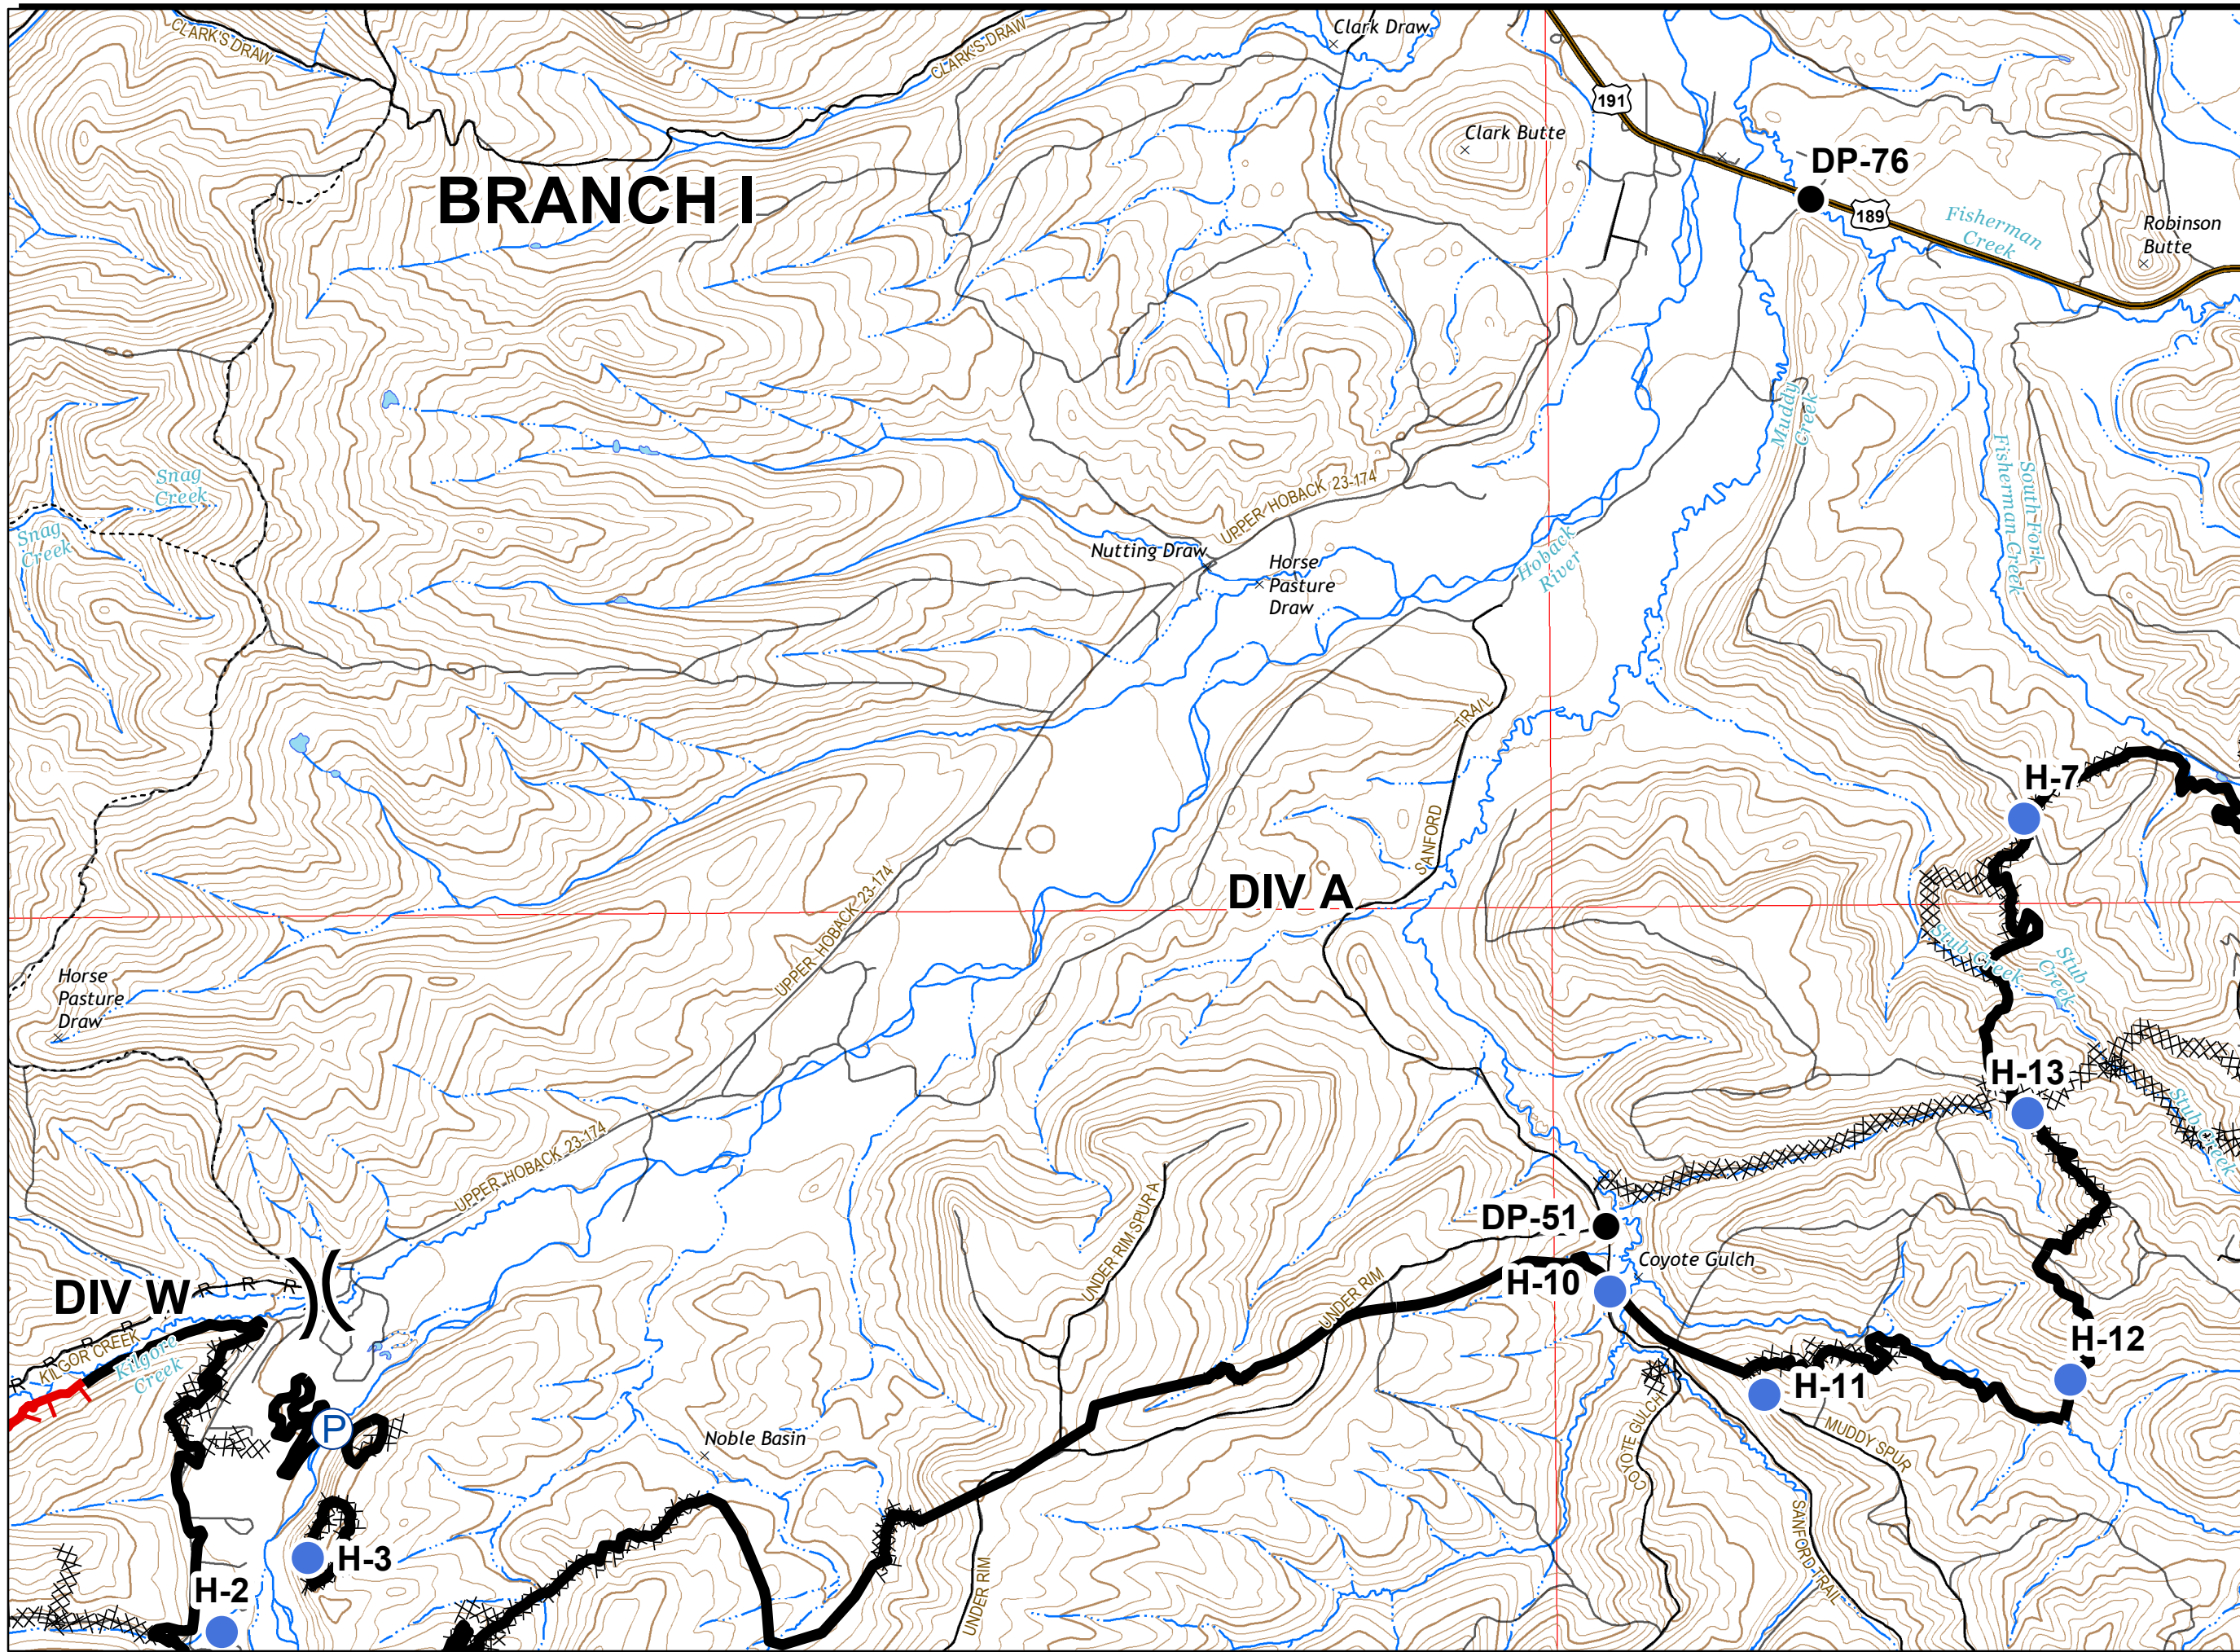 CLARK'S DRAW
CLARK'S DRAW
Clark Draw
191
Clark Butte
DP-76
189
Fisherman
Creek
Robinson
Butte
BRANCH I
Muddy
Creek
South Fork
Fisherman Creek
Snag
Creek
Snag
Creek
UPPER HOBACK 23-174
Nutting Draw
Horse
Pasture
Draw
Hoback
River
TRAIL
SANFORD
H-7
DIV A
UPPER HOBACK 23-174
Stub Creek
Stub
Creek
Horse
Pasture
Draw
H-13
Stub Creek
UPPER HOBACK 23-174
UNDER RIM SPUR A
DP-51
Coyote Gulch
H-10
UNDER RIM
DIV W
R R R
R R R R R
KILGOR CREEK
Kilgore
Creek
H-12
H-11
P
Noble Basin
COYOTE GULCH
MUDDY SPUR
SANFORD TRAIL
H-3
H-2
UNDER RIM